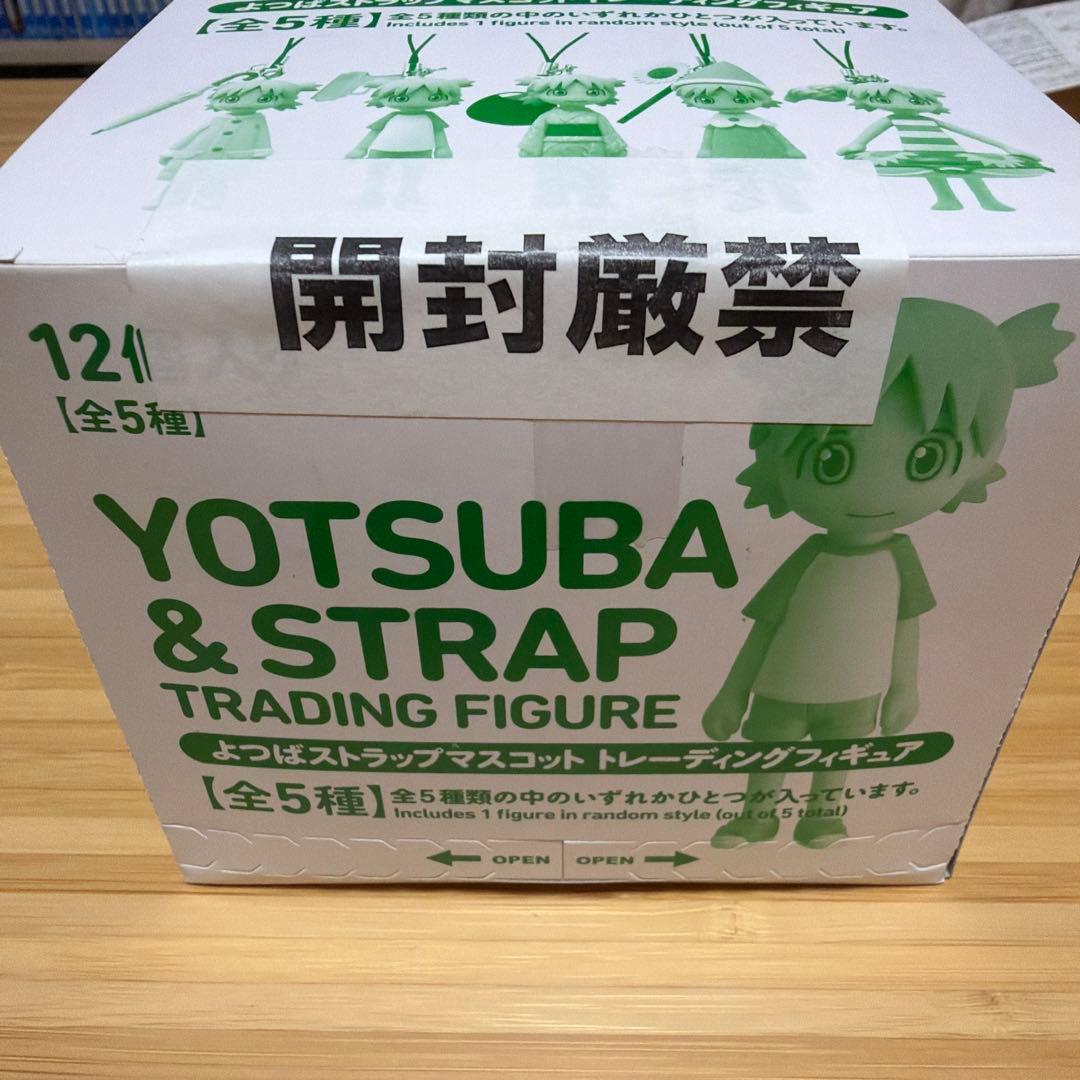 よつばストラップマスコット トレーディングフィギュア
【全5種】全5種類の中のいずれかひとつが入っています。
Includes 1 figure in random style (out of 5 total)
開封厳禁
12個入り
【全5種】
YOTSUBA
& STRAP
TRADING FIGURE
よつばストラップマスコット トレーディングフィギュア
【全5種】全5種類の中のいずれかひとつが入っています。
Includes 1 figure in random style (out of 5 total)
OPEN OPEN